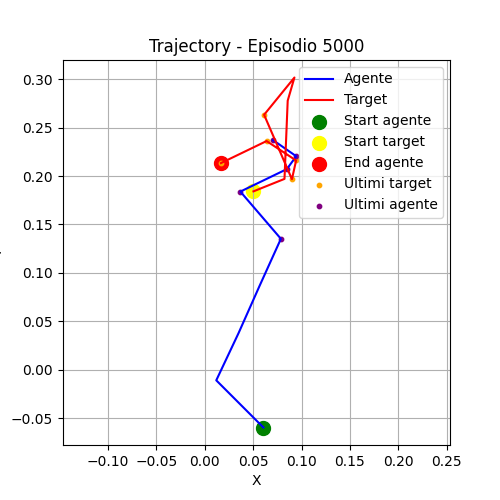 Trajectory - Episodio 5000
0.30
0.25
0.20
0.15
0.10
0.05
0.00
−0.05
Agente
Target
Start agente
Start target
End agente
Ultimi target
Ultimi agente
−0.10
−0.05
0.00
0.05
0.10
0.15
0.20
0.25
X